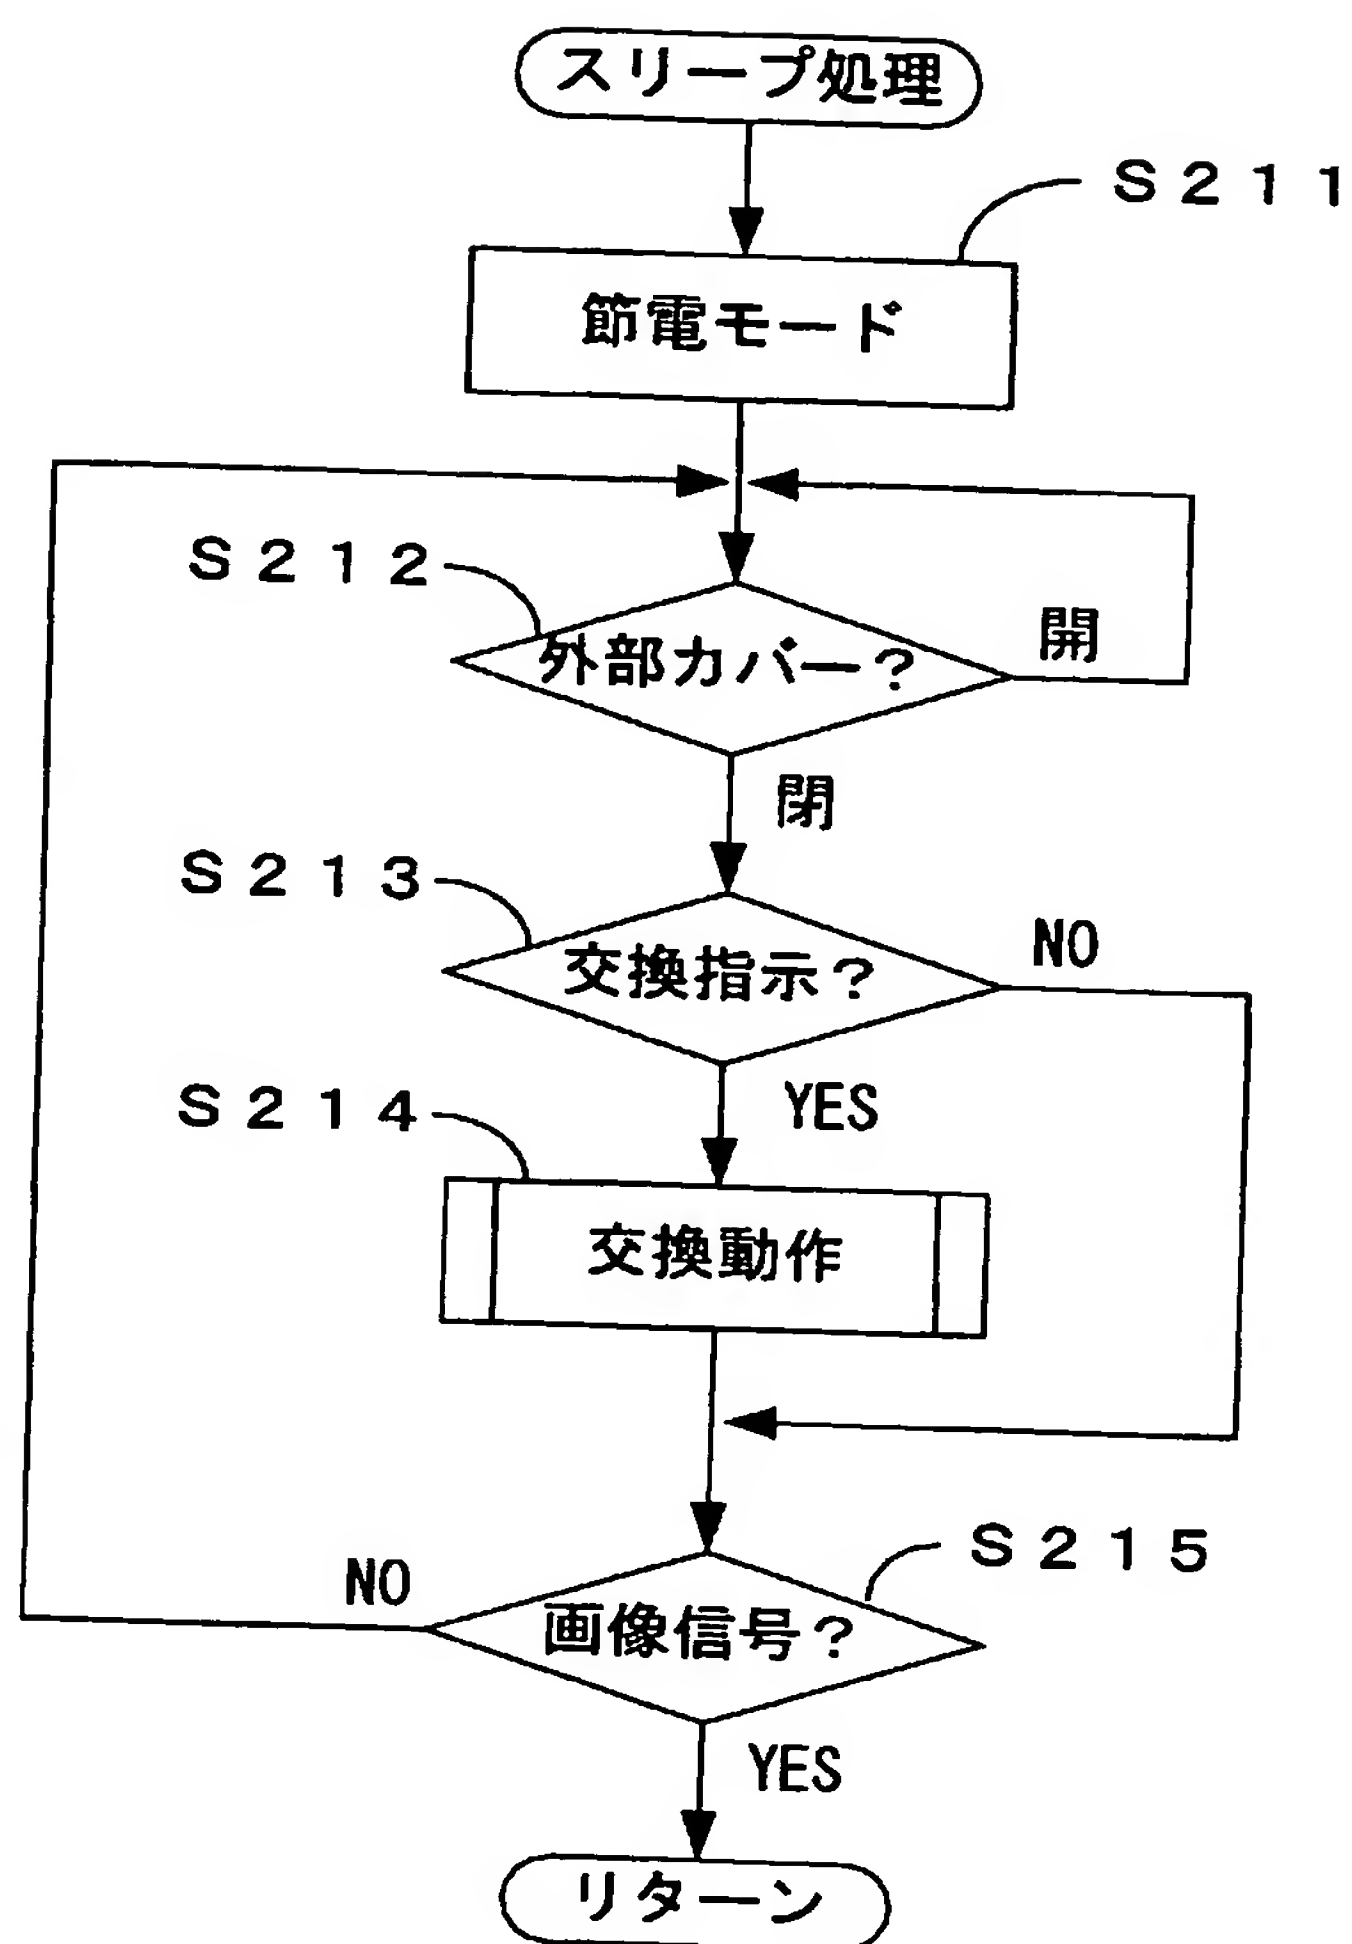 スリープ処理
S211
節電モード
S212
外部カバー?
開
閉
S213
交換指示?
NO
YES
S214
交換動作
S215
NO
画像信号?
YES
リターン